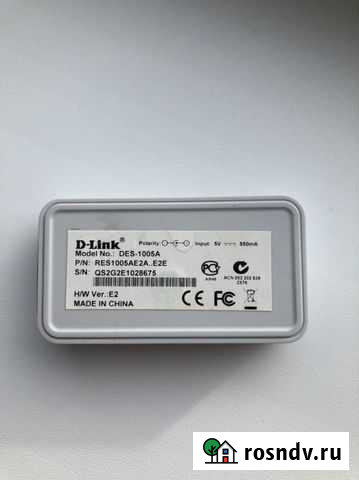 D-Link
Polarity Input: 5V 550mA
Model No.: DES-1005A
P/N: RES1005AE2A..E2E
S/N: QS2G2E1028675
H/W Ver.:E2
MADE IN CHINA
CE FC
rosndv.ru